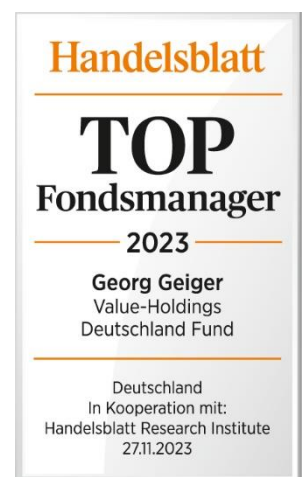 Handelsblatt
TOP
Fondsmanager
2023
Georg Geiger
Value-Holdings
Deutschland Fund
Deutschland
In Kooperation mit:
Handelsblatt Research Institute
27.11.2023